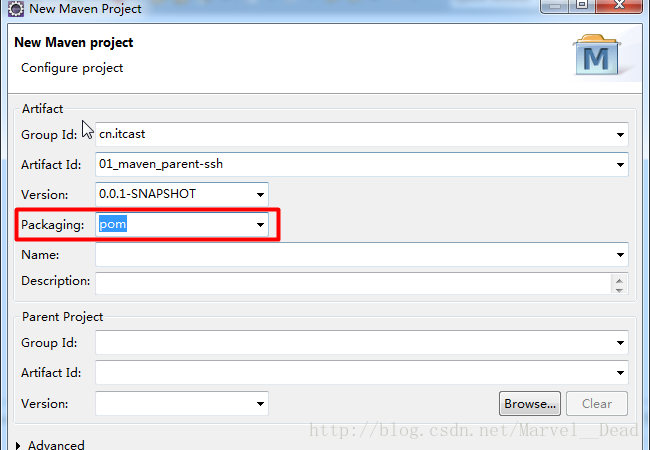 New Maven Project
New Maven project
Configure project
M
Artifact
Group Id: cn.itcast
Artifact Id: 01_maven_parent-ssh
Version: 0.0.1-SNAPSHOT
Packaging: pom
Name:
Description:
Parent Project
Group Id:
Artifact Id:
Version: Browse... Clear
http://blog.csdn.net/Marvel__Dead
Advanced